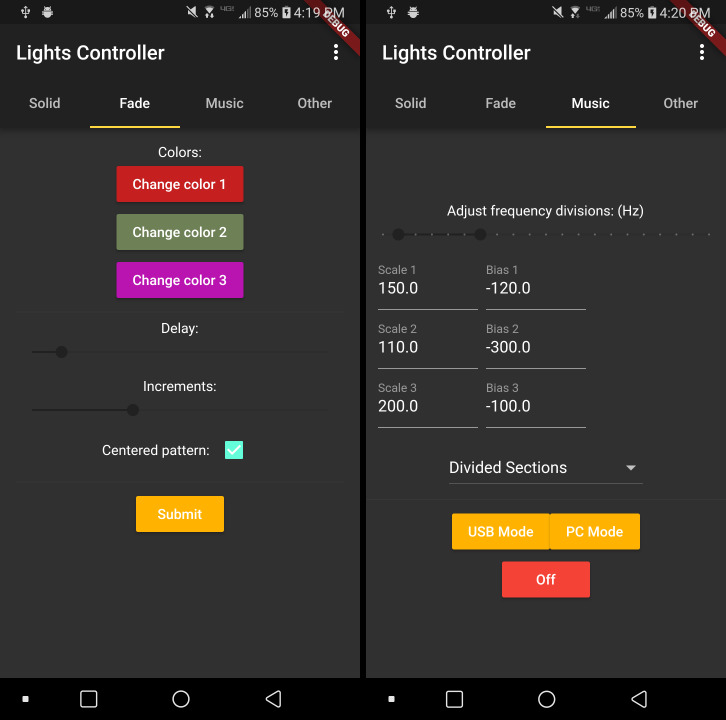 85% 4:19 PM
DEBUG
Lights Controller
Solid Fade Music Other
Colors:
Change color 1
Change color 2
Change color 3
Delay:
Increments:
Centered pattern:
Submit
85% 4:20 PM
DEBUG
Lights Controller
Solid Fade Music Other
Adjust frequency divisions: (Hz)
Scale 1 Bias 1
150.0 -120.0
Scale 2 Bias 2
110.0 -300.0
Scale 3 Bias 3
200.0 -100.0
Divided Sections
USB Mode PC Mode
Off